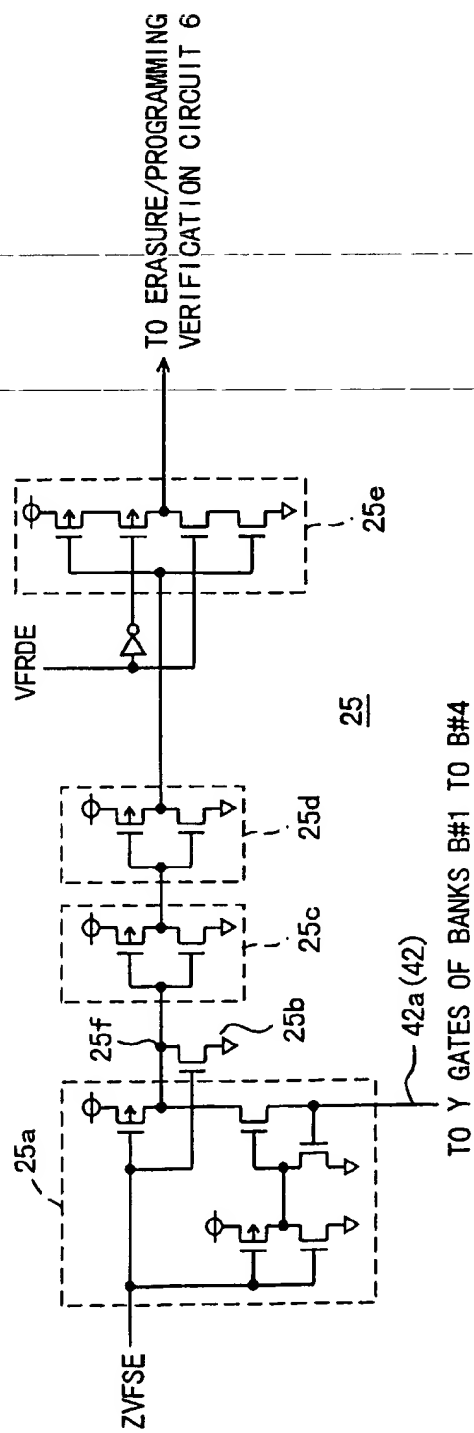 25a
ZVFSE
25f
25b
25c
25d
25
VFRDE
25e
42a (42)
TO Y GATES OF BANKS B#1 TO B#4
TO ERASURE/PROGRAMMING
VERIFICATION CIRCUIT 6